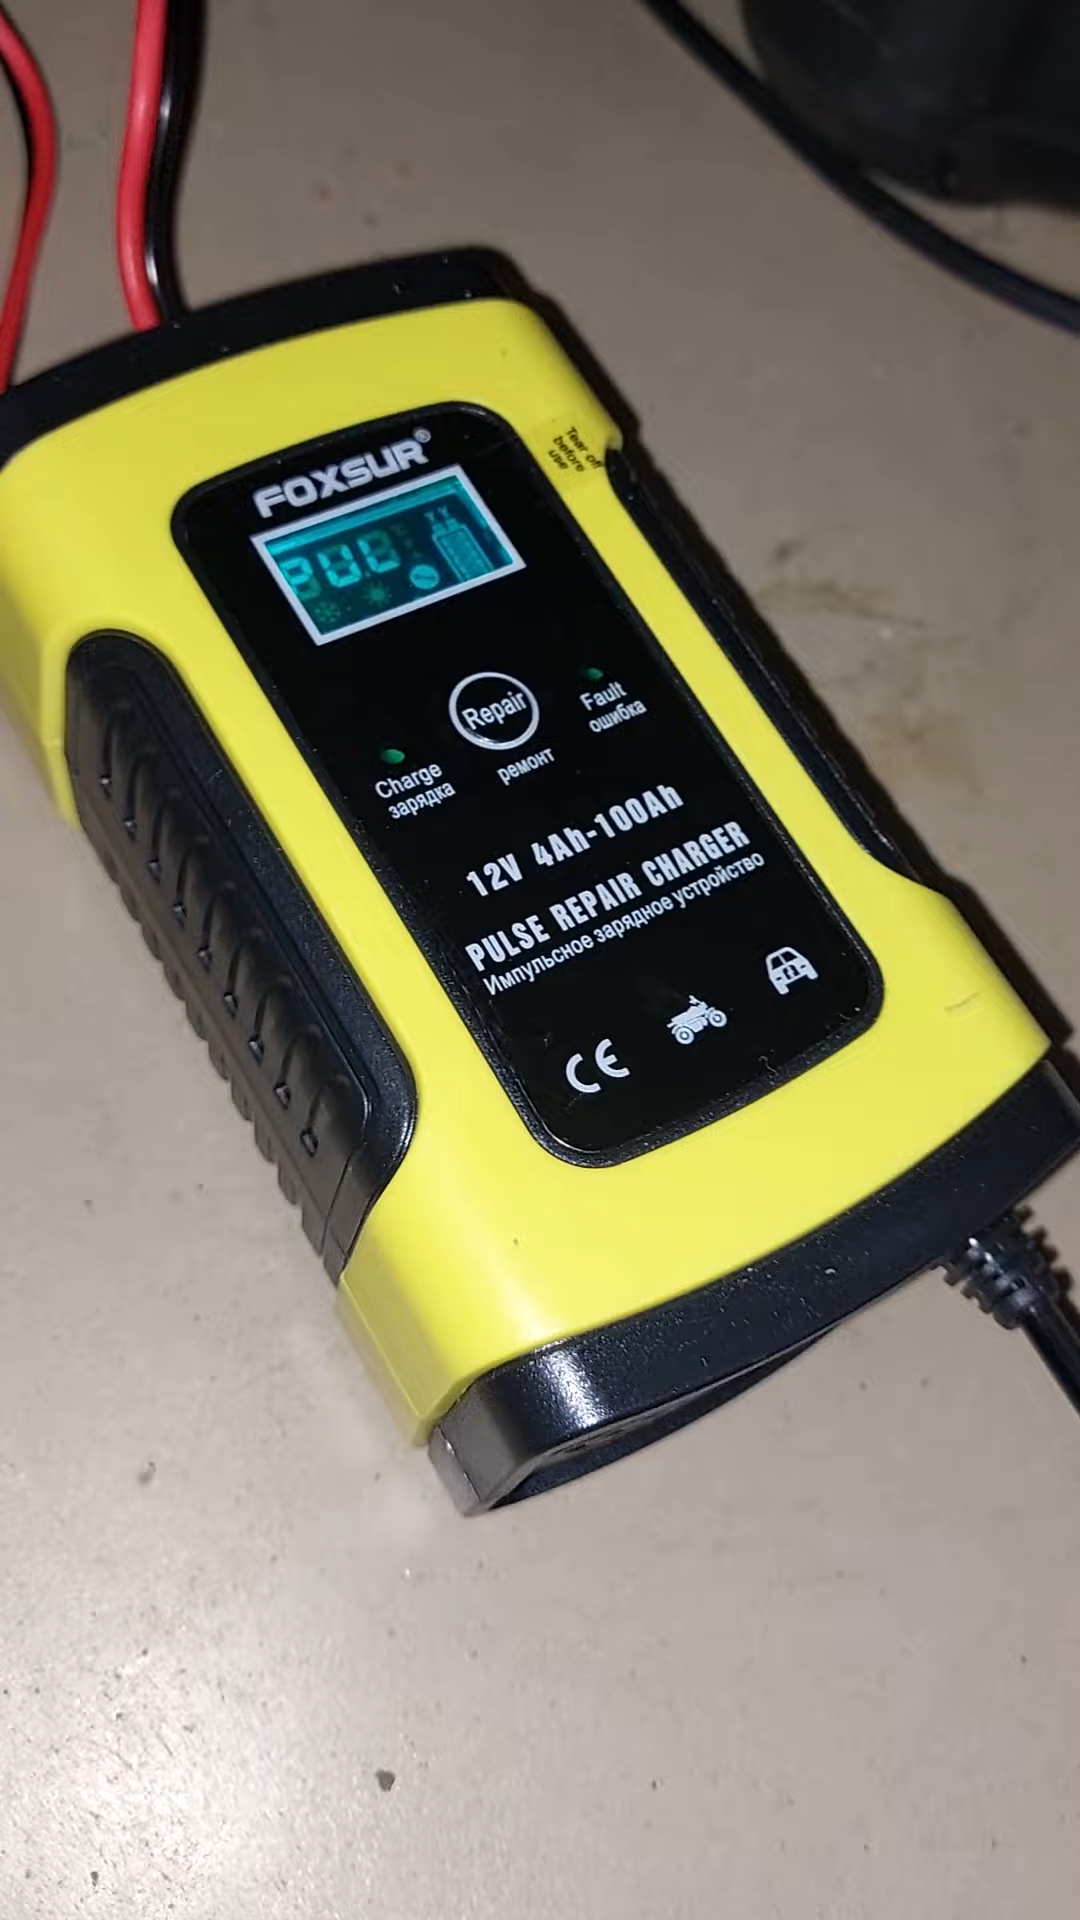 FOXSUR®
Tear off
before
use
Repair
ремонт
Fault
ошибка
Charge
зарядка
12V 4Ah-100Ah
PULSE REPAIR CHARGER
Импульсное зарядное устройство
CE